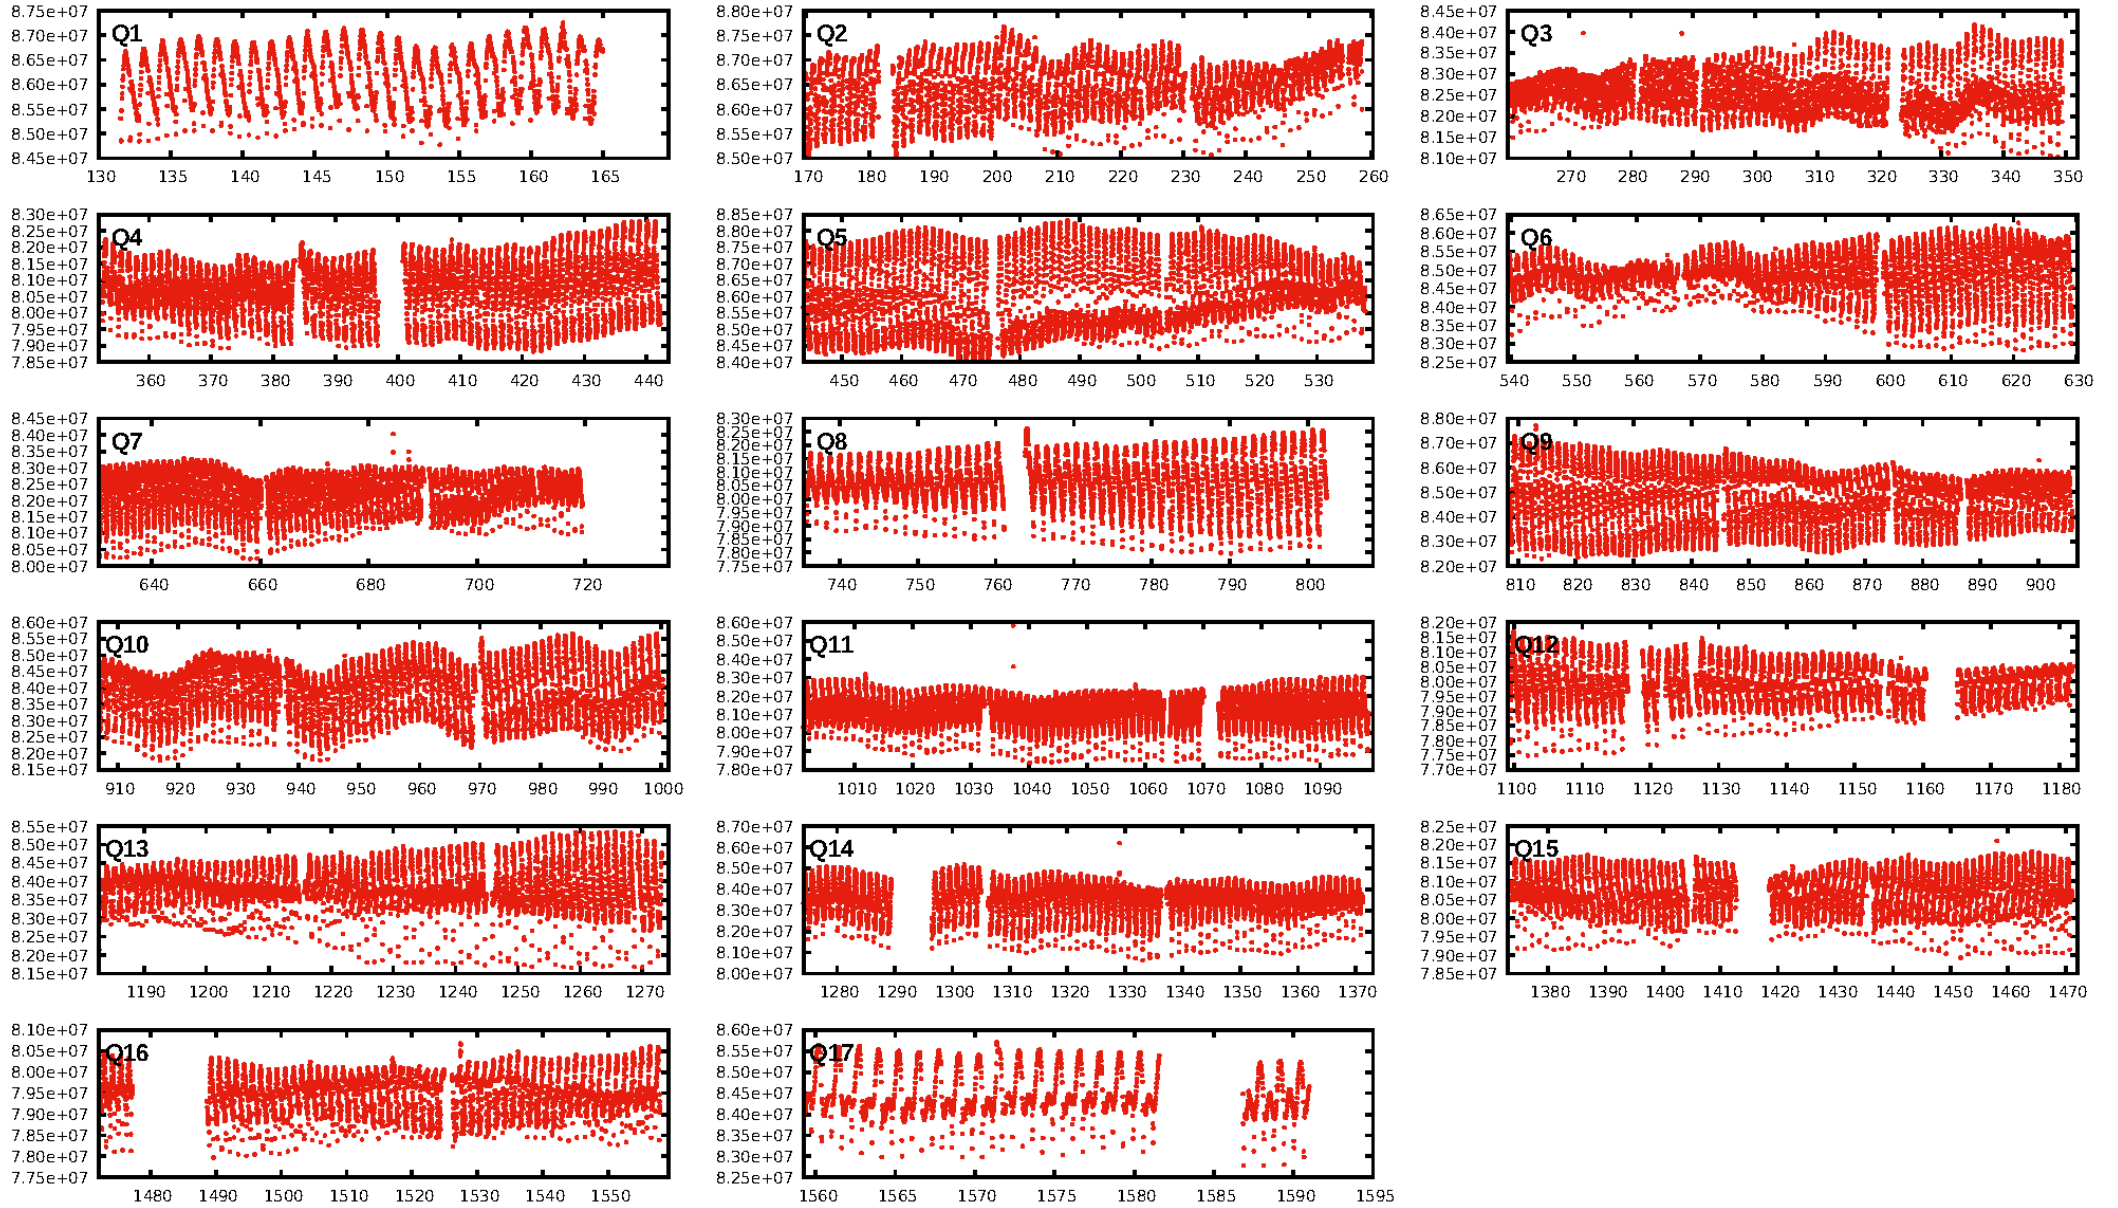 8.75e+07
8.70e+07
8.65e+07
8.60e+07
8.55e+07
8.50e+07
8.45e+07
Q1
130 135 140 145 150 155 160 165
8.80e+07
8.75e+07
8.70e+07
8.65e+07
8.60e+07
8.55e+07
8.50e+07
Q2
170 180 190 200 210 220 230 240 250 260
8.45e+07
8.40e+07
8.35e+07
8.30e+07
8.25e+07
8.20e+07
8.15e+07
8.10e+07
Q3
270 280 290 300 310 320 330 340 350
8.30e+07
8.25e+07
8.20e+07
8.15e+07
8.10e+07
8.05e+07
8.00e+07
7.95e+07
7.90e+07
7.85e+07
Q4
360 370 380 390 400 410 420 430 440
8.85e+07
8.80e+07
8.75e+07
8.70e+07
8.65e+07
8.60e+07
8.55e+07
8.50e+07
8.45e+07
8.40e+07
Q5
450 460 470 480 490 500 510 520 530
8.65e+07
8.60e+07
8.55e+07
8.50e+07
8.45e+07
8.40e+07
8.35e+07
8.30e+07
8.25e+07
Q6
540 550 560 570 580 590 600 610 620 630
8.45e+07
8.40e+07
8.35e+07
8.30e+07
8.25e+07
8.20e+07
8.15e+07
8.10e+07
8.05e+07
8.00e+07
Q7
640 660 680 700 720
8.30e+07
8.25e+07
8.20e+07
8.15e+07
8.10e+07
8.05e+07
8.00e+07
7.95e+07
7.90e+07
7.85e+07
7.80e+07
7.75e+07
Q8
740 750 760 770 780 790 800
8.80e+07
8.70e+07
8.60e+07
8.50e+07
8.40e+07
8.30e+07
8.20e+07
Q9
810 820 830 840 850 860 870 880 890 900
8.60e+07
8.55e+07
8.50e+07
8.45e+07
8.40e+07
8.35e+07
8.30e+07
8.25e+07
8.20e+07
8.15e+07
Q10
910 920 930 940 950 960 970 980 990 1000
8.60e+07
8.50e+07
8.40e+07
8.30e+07
8.20e+07
8.10e+07
8.00e+07
7.90e+07
7.80e+07
Q11
1010 1020 1030 1040 1050 1060 1070 1080 1090
8.20e+07
8.15e+07
8.10e+07
8.05e+07
8.00e+07
7.95e+07
7.90e+07
7.85e+07
7.80e+07
7.75e+07
7.70e+07
Q12
1100 1110 1120 1130 1140 1150 1160 1170 1180
8.55e+07
8.50e+07
8.45e+07
8.40e+07
8.35e+07
8.30e+07
8.25e+07
8.20e+07
8.15e+07
Q13
1190 1200 1210 1220 1230 1240 1250 1260 1270
8.70e+07
8.60e+07
8.50e+07
8.40e+07
8.30e+07
8.20e+07
8.10e+07
8.00e+07
Q14
1280 1290 1300 1310 1320 1330 1340 1350 1360 1370
8.25e+07
8.20e+07
8.15e+07
8.10e+07
8.05e+07
8.00e+07
7.95e+07
7.90e+07
7.85e+07
Q15
1380 1390 1400 1410 1420 1430 1440 1450 1460 1470
8.10e+07
8.05e+07
8.00e+07
7.95e+07
7.90e+07
7.85e+07
7.80e+07
7.75e+07
Q16
1480 1490 1500 1510 1520 1530 1540 1550
8.60e+07
8.55e+07
8.50e+07
8.45e+07
8.40e+07
8.35e+07
8.30e+07
8.25e+07
Q17
1560 1565 1570 1575 1580 1585 1590 1595